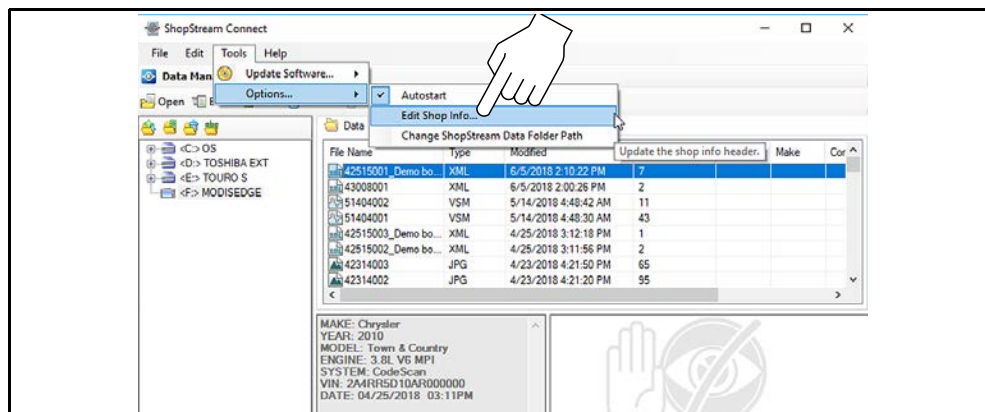 ShopStream Connect
File Edit Tools Help
Data Man Update Software...
Open Options... Autostart
Edit Shop Info...
Data Change ShopStream Data Folder Path
Update the shop info header.
File Name Type Modified Make
<C:> OS
<D:> TOSHIBA EXT
<E:> TOURO S
<F:> MODISEDGE
42515001_Demo bo... XML 6/5/2018 2:10:22 PM 7
43008001 XML 6/5/2018 2:00:26 PM 2
51404002 VSM 5/14/2018 4:48:42 AM 11
51404001 VSM 5/14/2018 4:48:30 AM 43
42515003_Demo bo... XML 4/25/2018 3:12:18 PM 1
42515002_Demo bo... XML 4/25/2018 3:11:56 PM 2
42314003 JPG 4/23/2018 4:21:50 PM 65
42314002 JPG 4/23/2018 4:21:20 PM 95
MAKE: Chrysler
YEAR: 2010
MODEL: Town & Country
ENGINE: 3.8L V6 MPI
SYSTEM: CodeScan
VIN: 2A4RR5D10AR000000
DATE: 04/25/2018 03:11PM